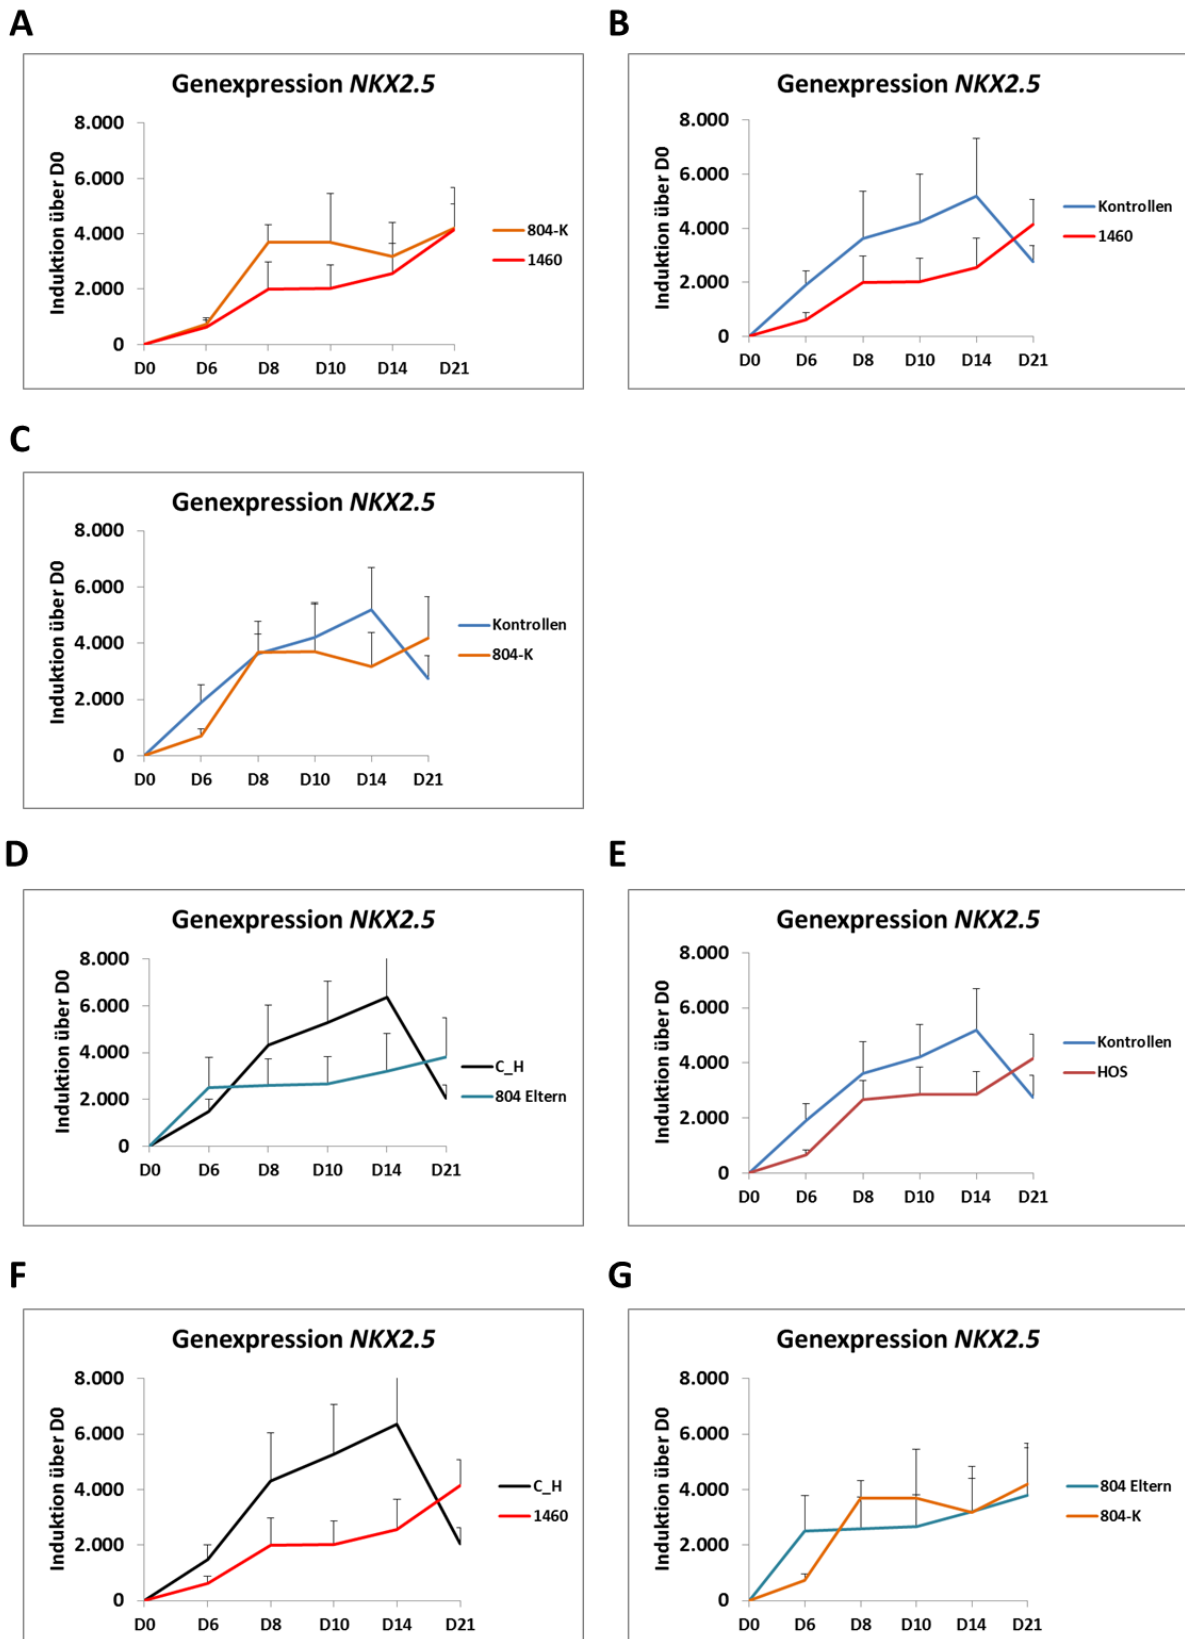 A
Genexpression NKX2.5
Induktion über D0
8.000
6.000
4.000
2.000
0
D0 D6 D8 D10 D14 D21
804-K
1460
B
Genexpression NKX2.5
Induktion über D0
8.000
6.000
4.000
2.000
0
D0 D6 D8 D10 D14 D21
Kontrollen
1460
C
Genexpression NKX2.5
Induktion über D0
8.000
6.000
4.000
2.000
0
D0 D6 D8 D10 D14 D21
Kontrollen
804-K
D
Genexpression NKX2.5
Induktion über D0
8.000
6.000
4.000
2.000
0
D0 D6 D8 D10 D14 D21
C_H
804 Eltern
E
Genexpression NKX2.5
Induktion über D0
8.000
6.000
4.000
2.000
0
D0 D6 D8 D10 D14 D21
Kontrollen
HOS
F
Genexpression NKX2.5
Induktion über D0
8.000
6.000
4.000
2.000
0
D0 D6 D8 D10 D14 D21
C_H
1460
G
Genexpression NKX2.5
Induktion über D0
8.000
6.000
4.000
2.000
0
D0 D6 D8 D10 D14 D21
804 Eltern
804-K